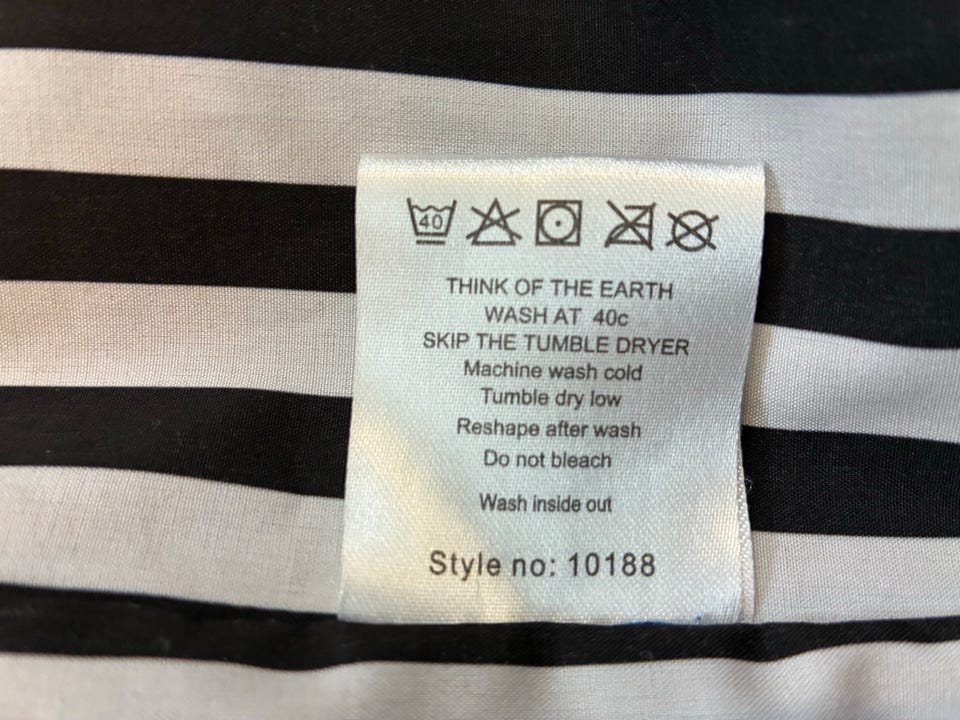 40
THINK OF THE EARTH
WASH AT 40c
SKIP THE TUMBLE DRYER
Machine wash cold
Tumble dry low
Reshape after wash
Do not bleach
Wash inside out
Style no: 10188